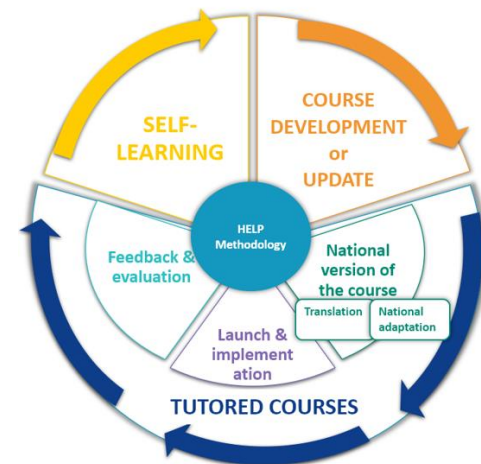 SELF-
LEARNING
COURSE
DEVELOPMENT
or
UPDATE
HELP
Methodology
Feedback &
evaluation
National
version of
the course
Translation
National
adaptation
Launch &
implement
ation
TUTORED COURSES